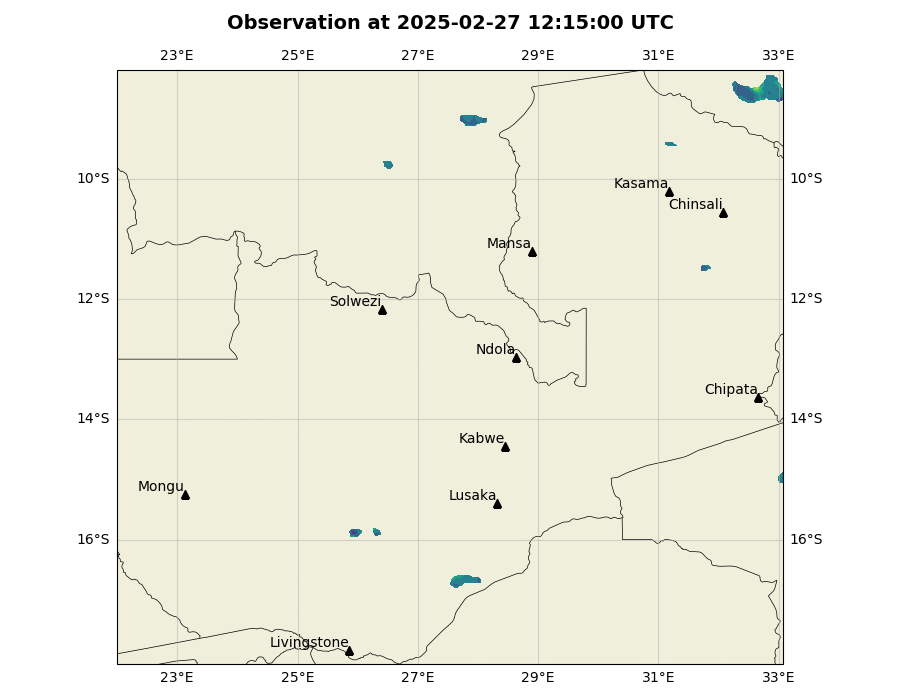 Observation at 2025-02-27 12:15:00 UTC
23°E 25°E 27°E 29°E 31°E 33°E
10°S 10°S
Kasama
Chinsali
Mansa
12°S 12°S
Solwezi
Ndola
Chipata
14°S 14°S
Kabwe
Mongu
Lusaka
16°S 16°S
Livingstone
23°E 25°E 27°E 29°E 31°E 33°E